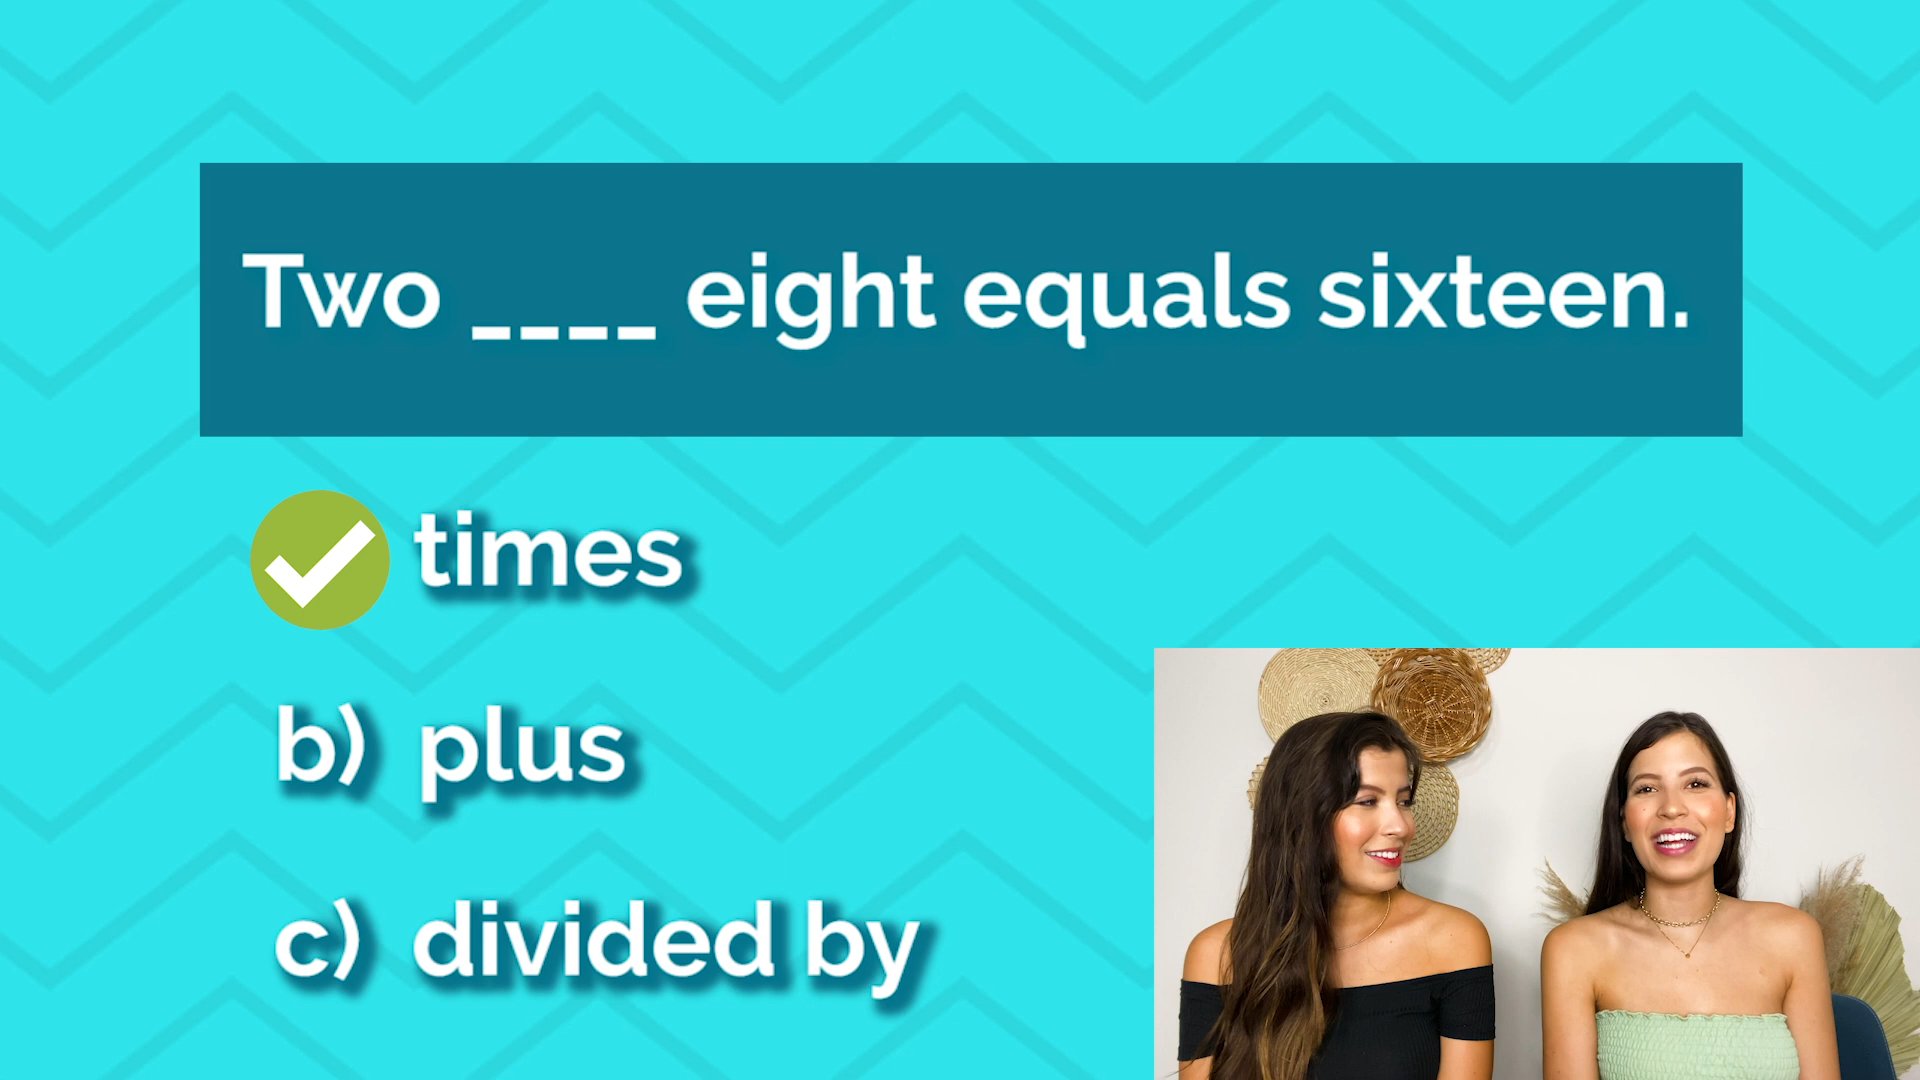 Two ____ eight equals sixteen.
times
b) plus
c) divided by